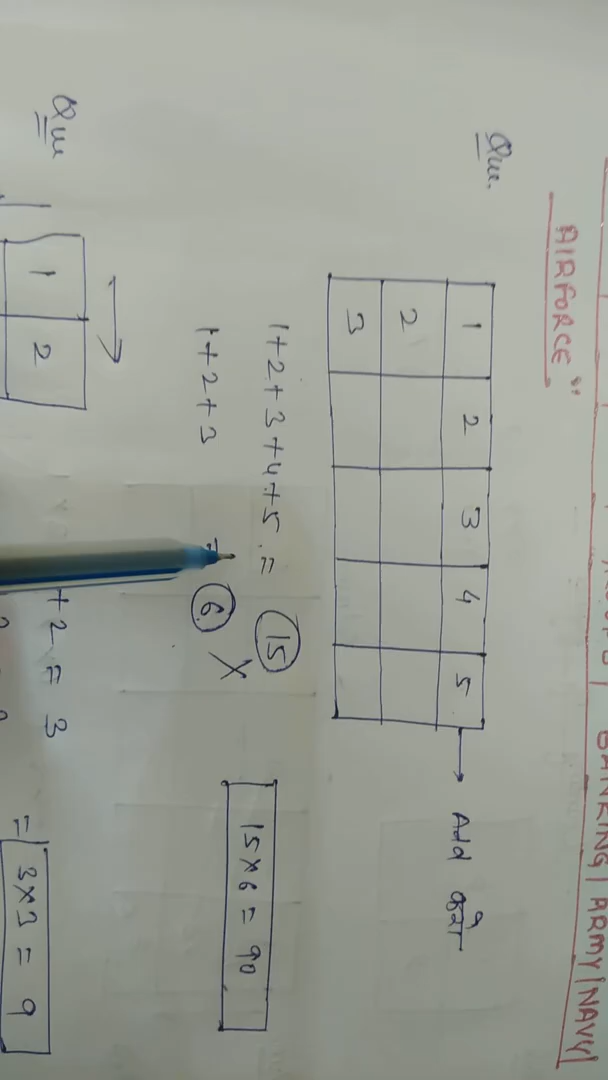 BANKING | ARMY | NAVY |
AIRFORCE "
Que.
1 2 3 4 5 → Add करो
2
3
1+2+3+4+5 = 15
1+2+3 = 6 ×
15×6 = 90
Que
→
1 2
+2 = 3
= 3×3 = 9